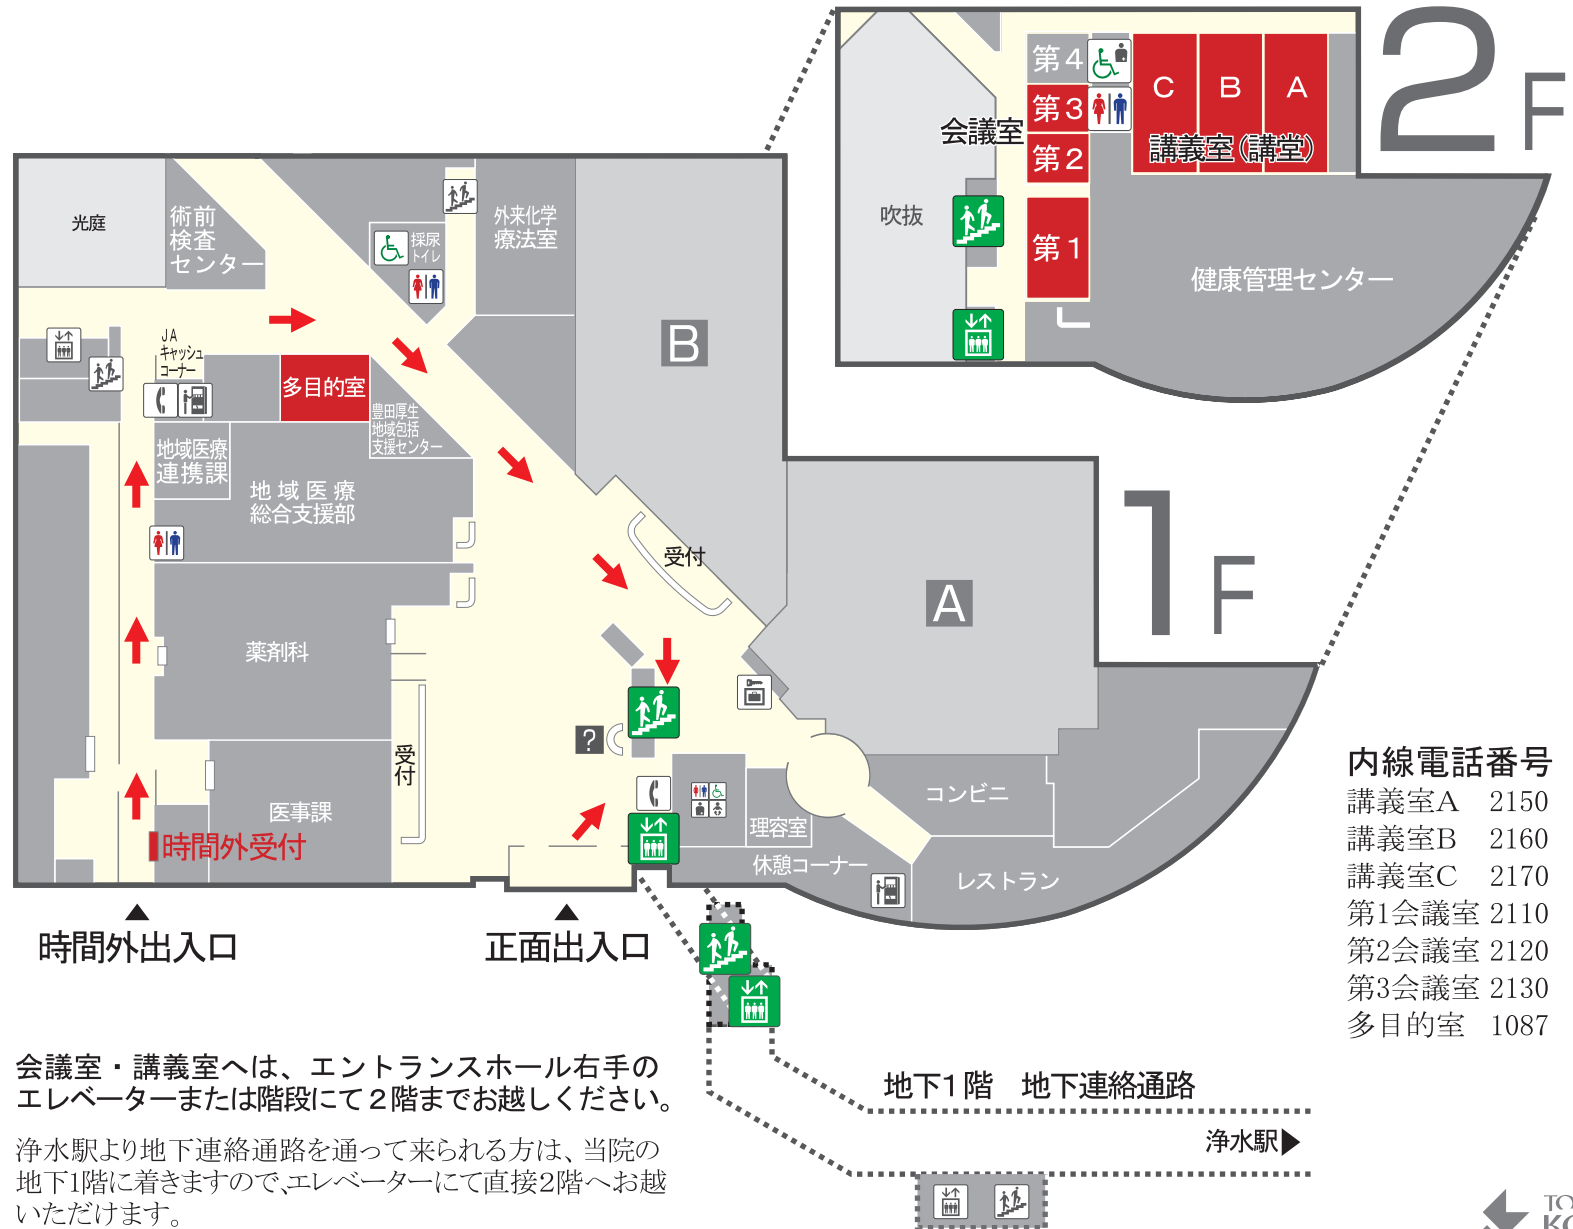 2F
第4
第3
第2
第1
会議室
C
B
A
講義室(講堂)
吹抜
健康管理センター
光庭
術前
検査
センター
採尿
トイレ
外来化学
療法室
JA
キャッシュ
コーナー
多目的室
豊田厚生
地域包括
支援センター
地域医療
連携課
地域医療
総合支援部
B
A
1F
受付
薬剤科
受付
医事課
時間外受付
?
理容室
コンビニ
休憩コーナー
レストラン
時間外出入口
正面出入口
内線電話番号
講義室A 2150
講義室B 2160
講義室C 2170
第1会議室 2110
第2会議室 2120
第3会議室 2130
多目的室 1087
会議室・講義室へは、エントランスホール右手の
エレベーターまたは階段にて2階までお越しください。
浄水駅より地下連絡通路を通って来られる方は、当院の
地下1階に着きますので、エレベーターにて直接2階へお越
いただけます。
地下1階 地下連絡通路
浄水駅▶